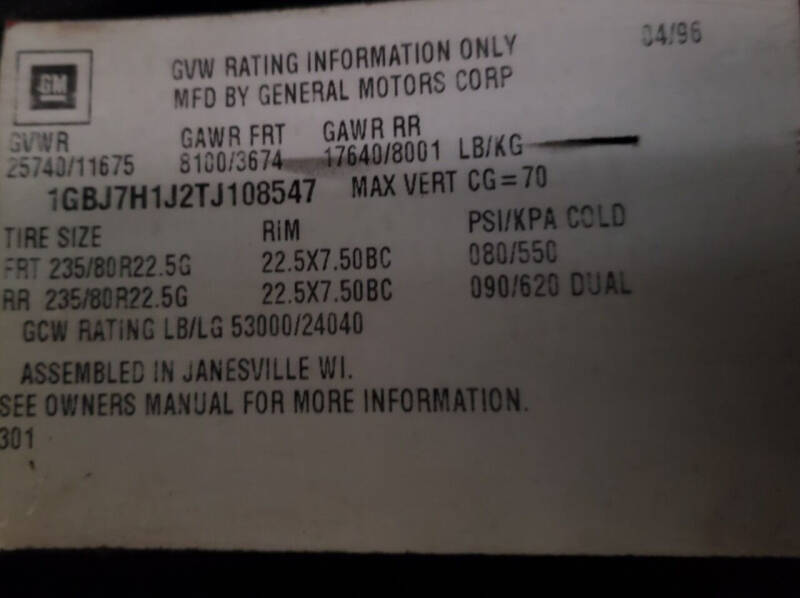 04/96
GM
GVW RATING INFORMATION ONLY
MFD BY GENERAL MOTORS CORP
GVWR GAWR FRT GAWR RR
25740/11675 8100/3674 17640/8001 LB/KG
1GBJ7H1J2TJ108547 MAX VERT CG=70
TIRE SIZE RiM PSI/KPA COLD
FRT 235/80R22.5G 22.5X7.50BC 080/550
RR 235/80R22.5G 22.5X7.50BC 090/620 DUAL
GCW RATING LB/LG 53000/24040
ASSEMBLED IN JANESVILLE WI.
SEE OWNERS MANUAL FOR MORE INFORMATION.
301